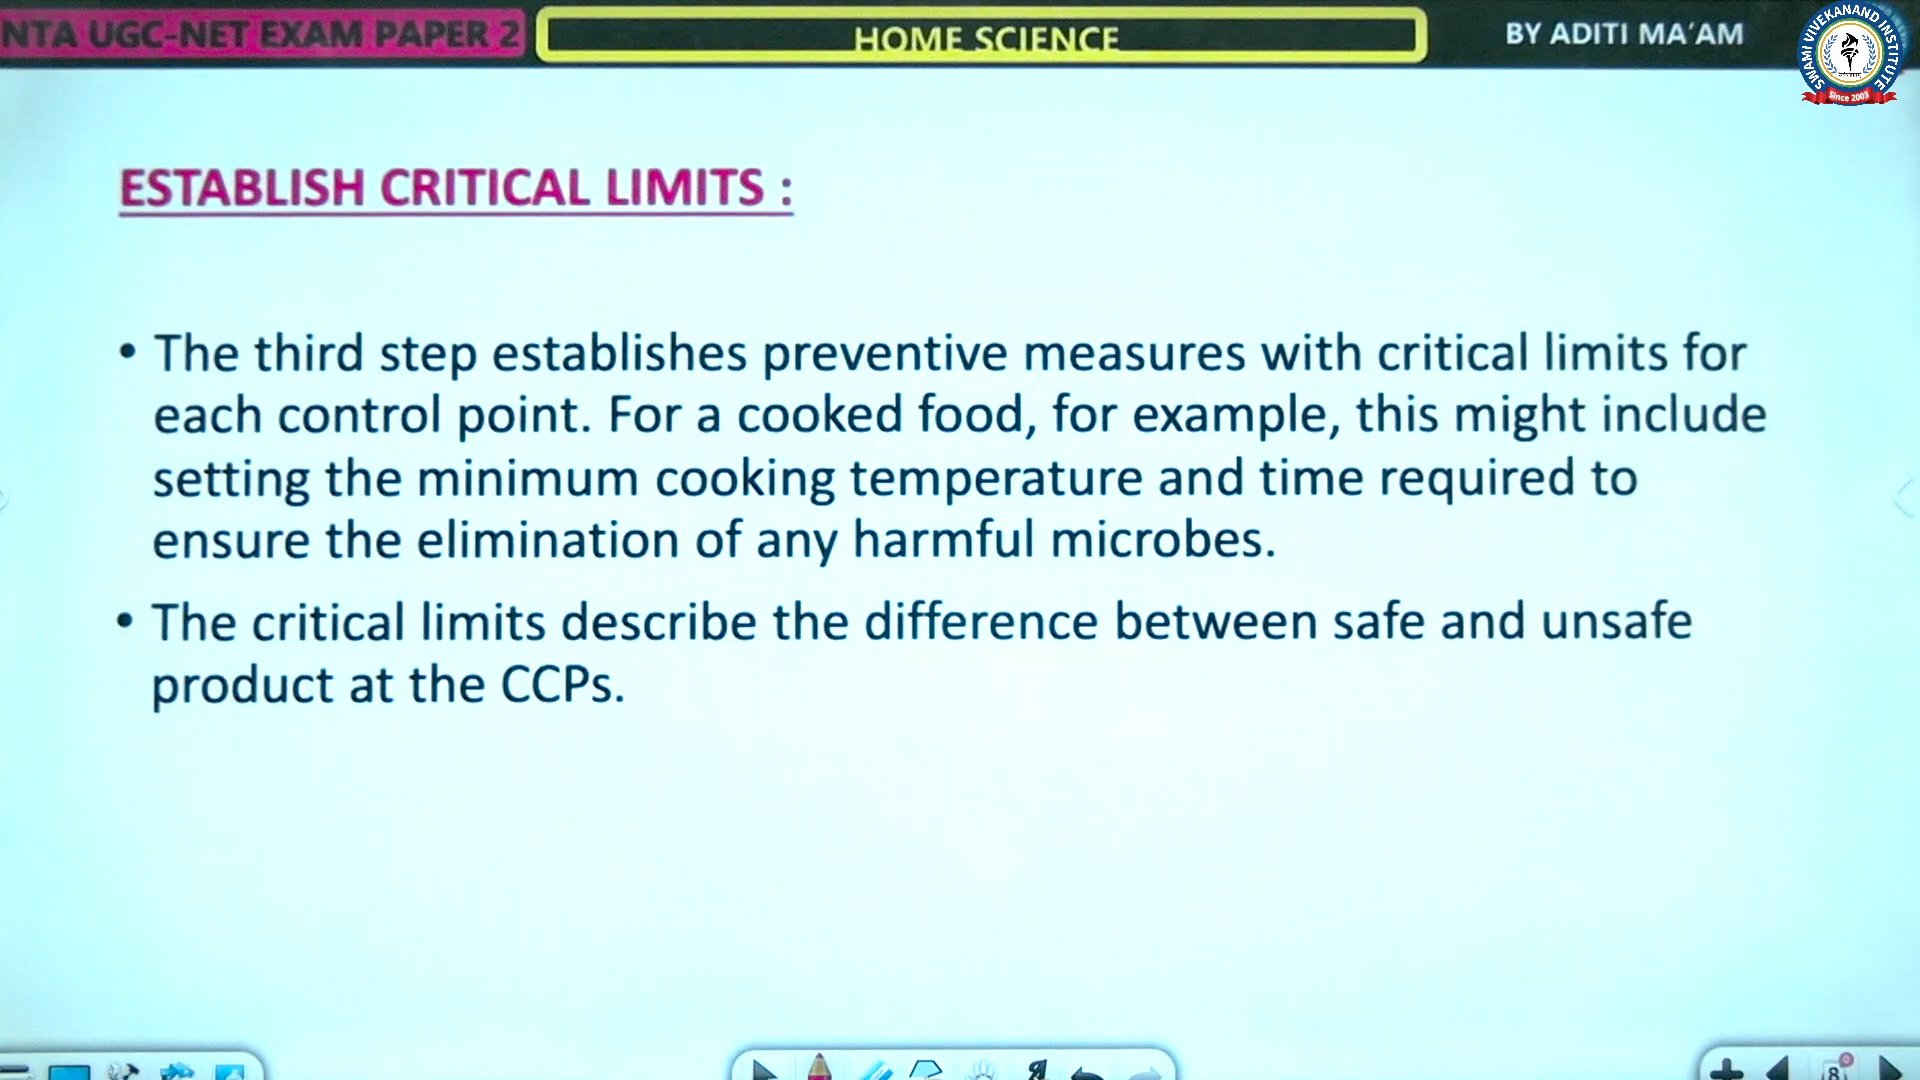 NTA UGC-NET EXAM PAPER 2
HOME SCIENCE
BY ADITI MA'AM
SWAMI VIVEKANAND INSTITUTE
Since 2003
ESTABLISH CRITICAL LIMITS :
• The third step establishes preventive measures with critical limits for
each control point. For a cooked food, for example, this might include
setting the minimum cooking temperature and time required to
ensure the elimination of any harmful microbes.
• The critical limits describe the difference between safe and unsafe
product at the CCPs.
8
0